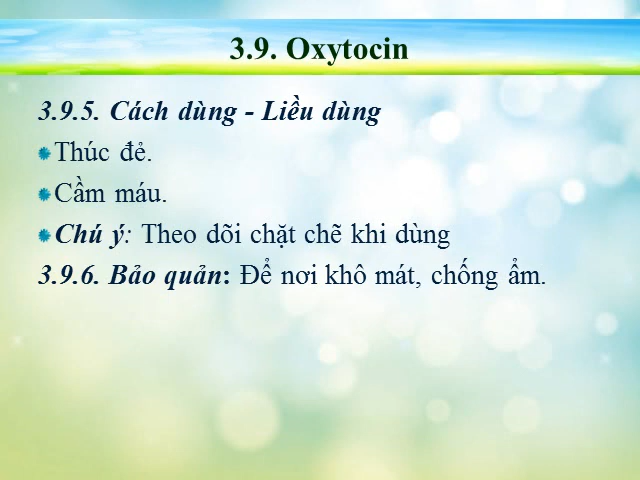 3.9. Oxytocin
3.9.5. Cách dùng - Liều dùng
Thúc đẻ.
Cầm máu.
Chú ý: Theo dõi chặt chẽ khi dùng
3.9.6. Bảo quản: Để nơi khô mát, chống ẩm.